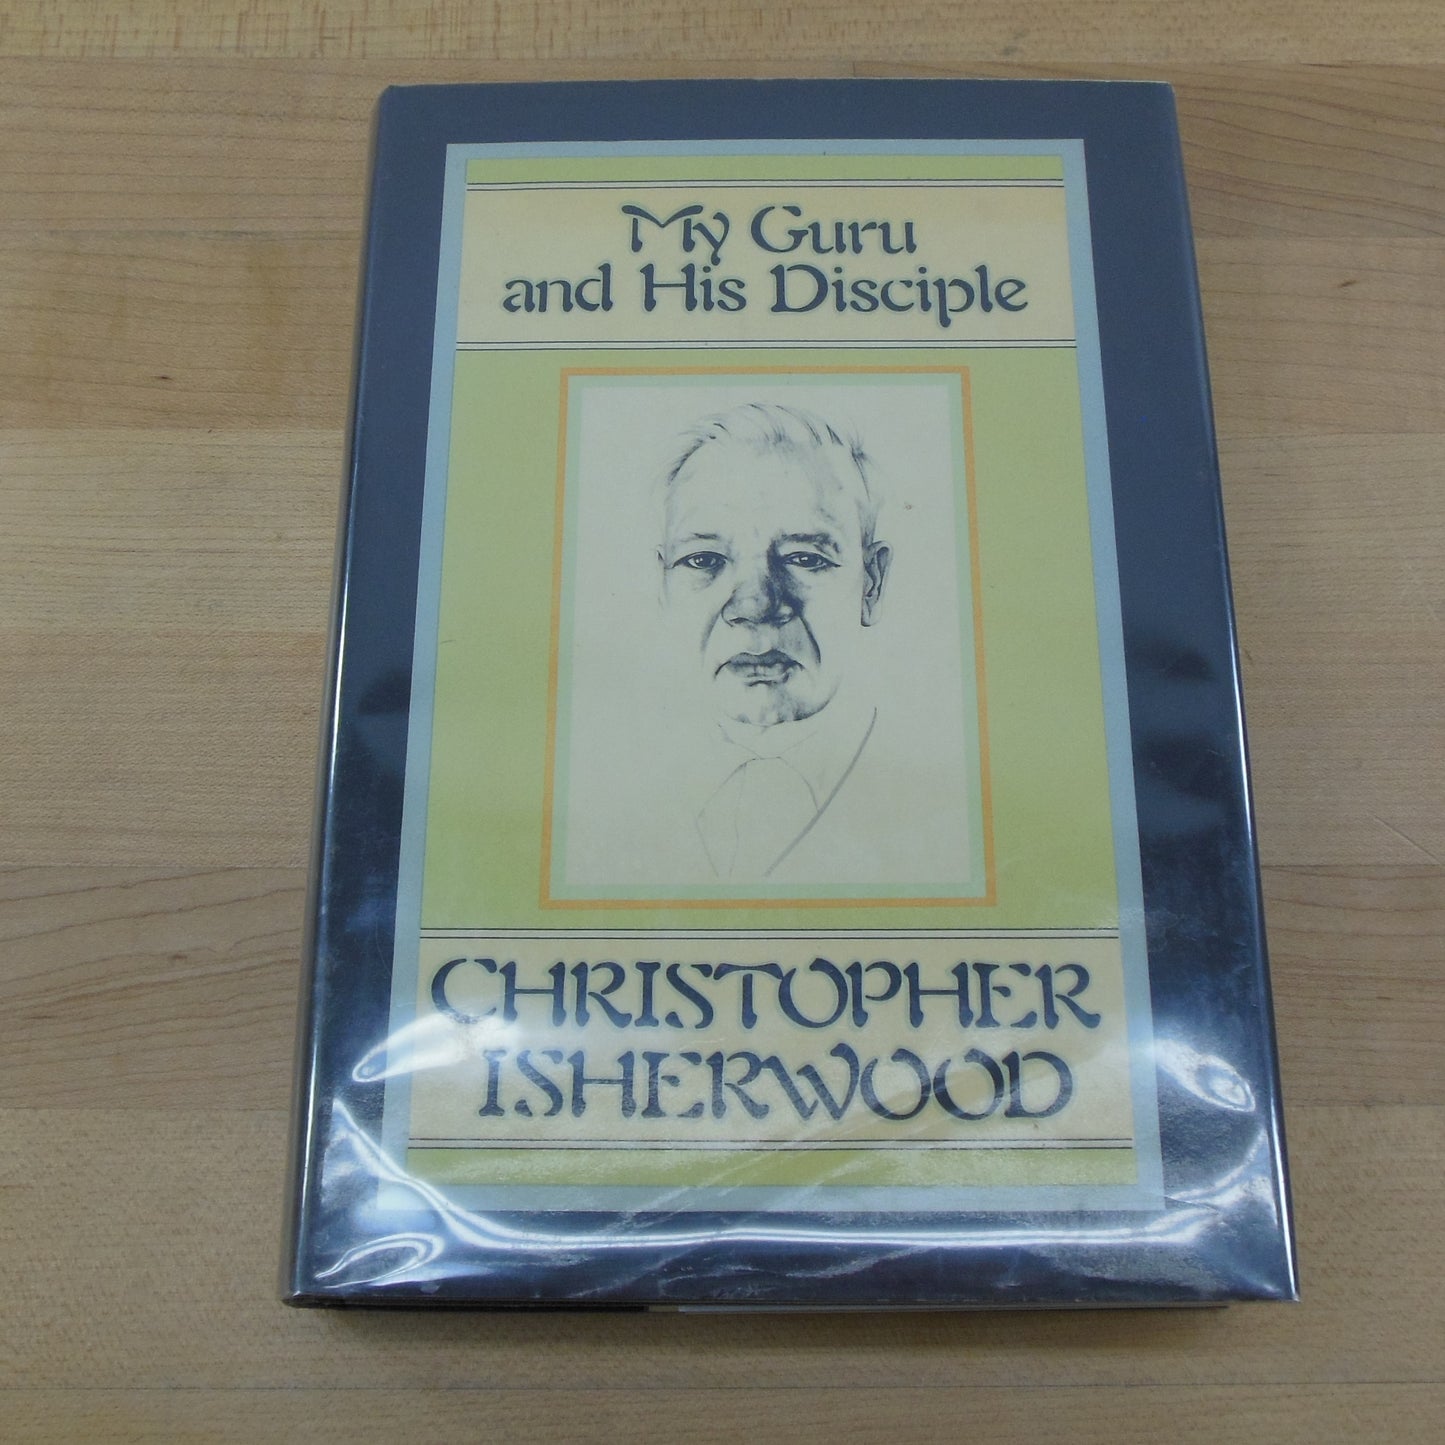 My Guru
and His Disciple
CHRISTOPHER
ISHERWOOD